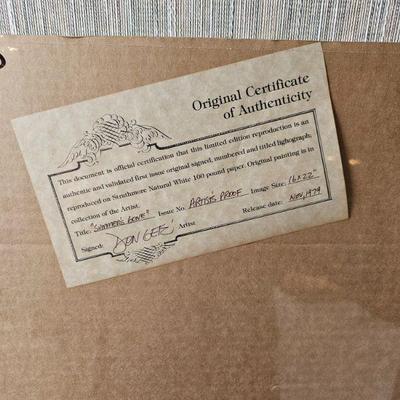 Original Certificate
of Authenticity
This document is official certification that this limited edition reproduction is an
authentic and validated first issue original signed, numbered and titled lighograph;
reproduced on Strathmore Natural White 100 pound paper. Original painting is in
collection of the Artist.
Title: "SUMMER'S GONE" Issue No. ARTIST'S PROOF Image Size: 16x22"
Signed: DON GETS' Artist Release date: NOV, 1979